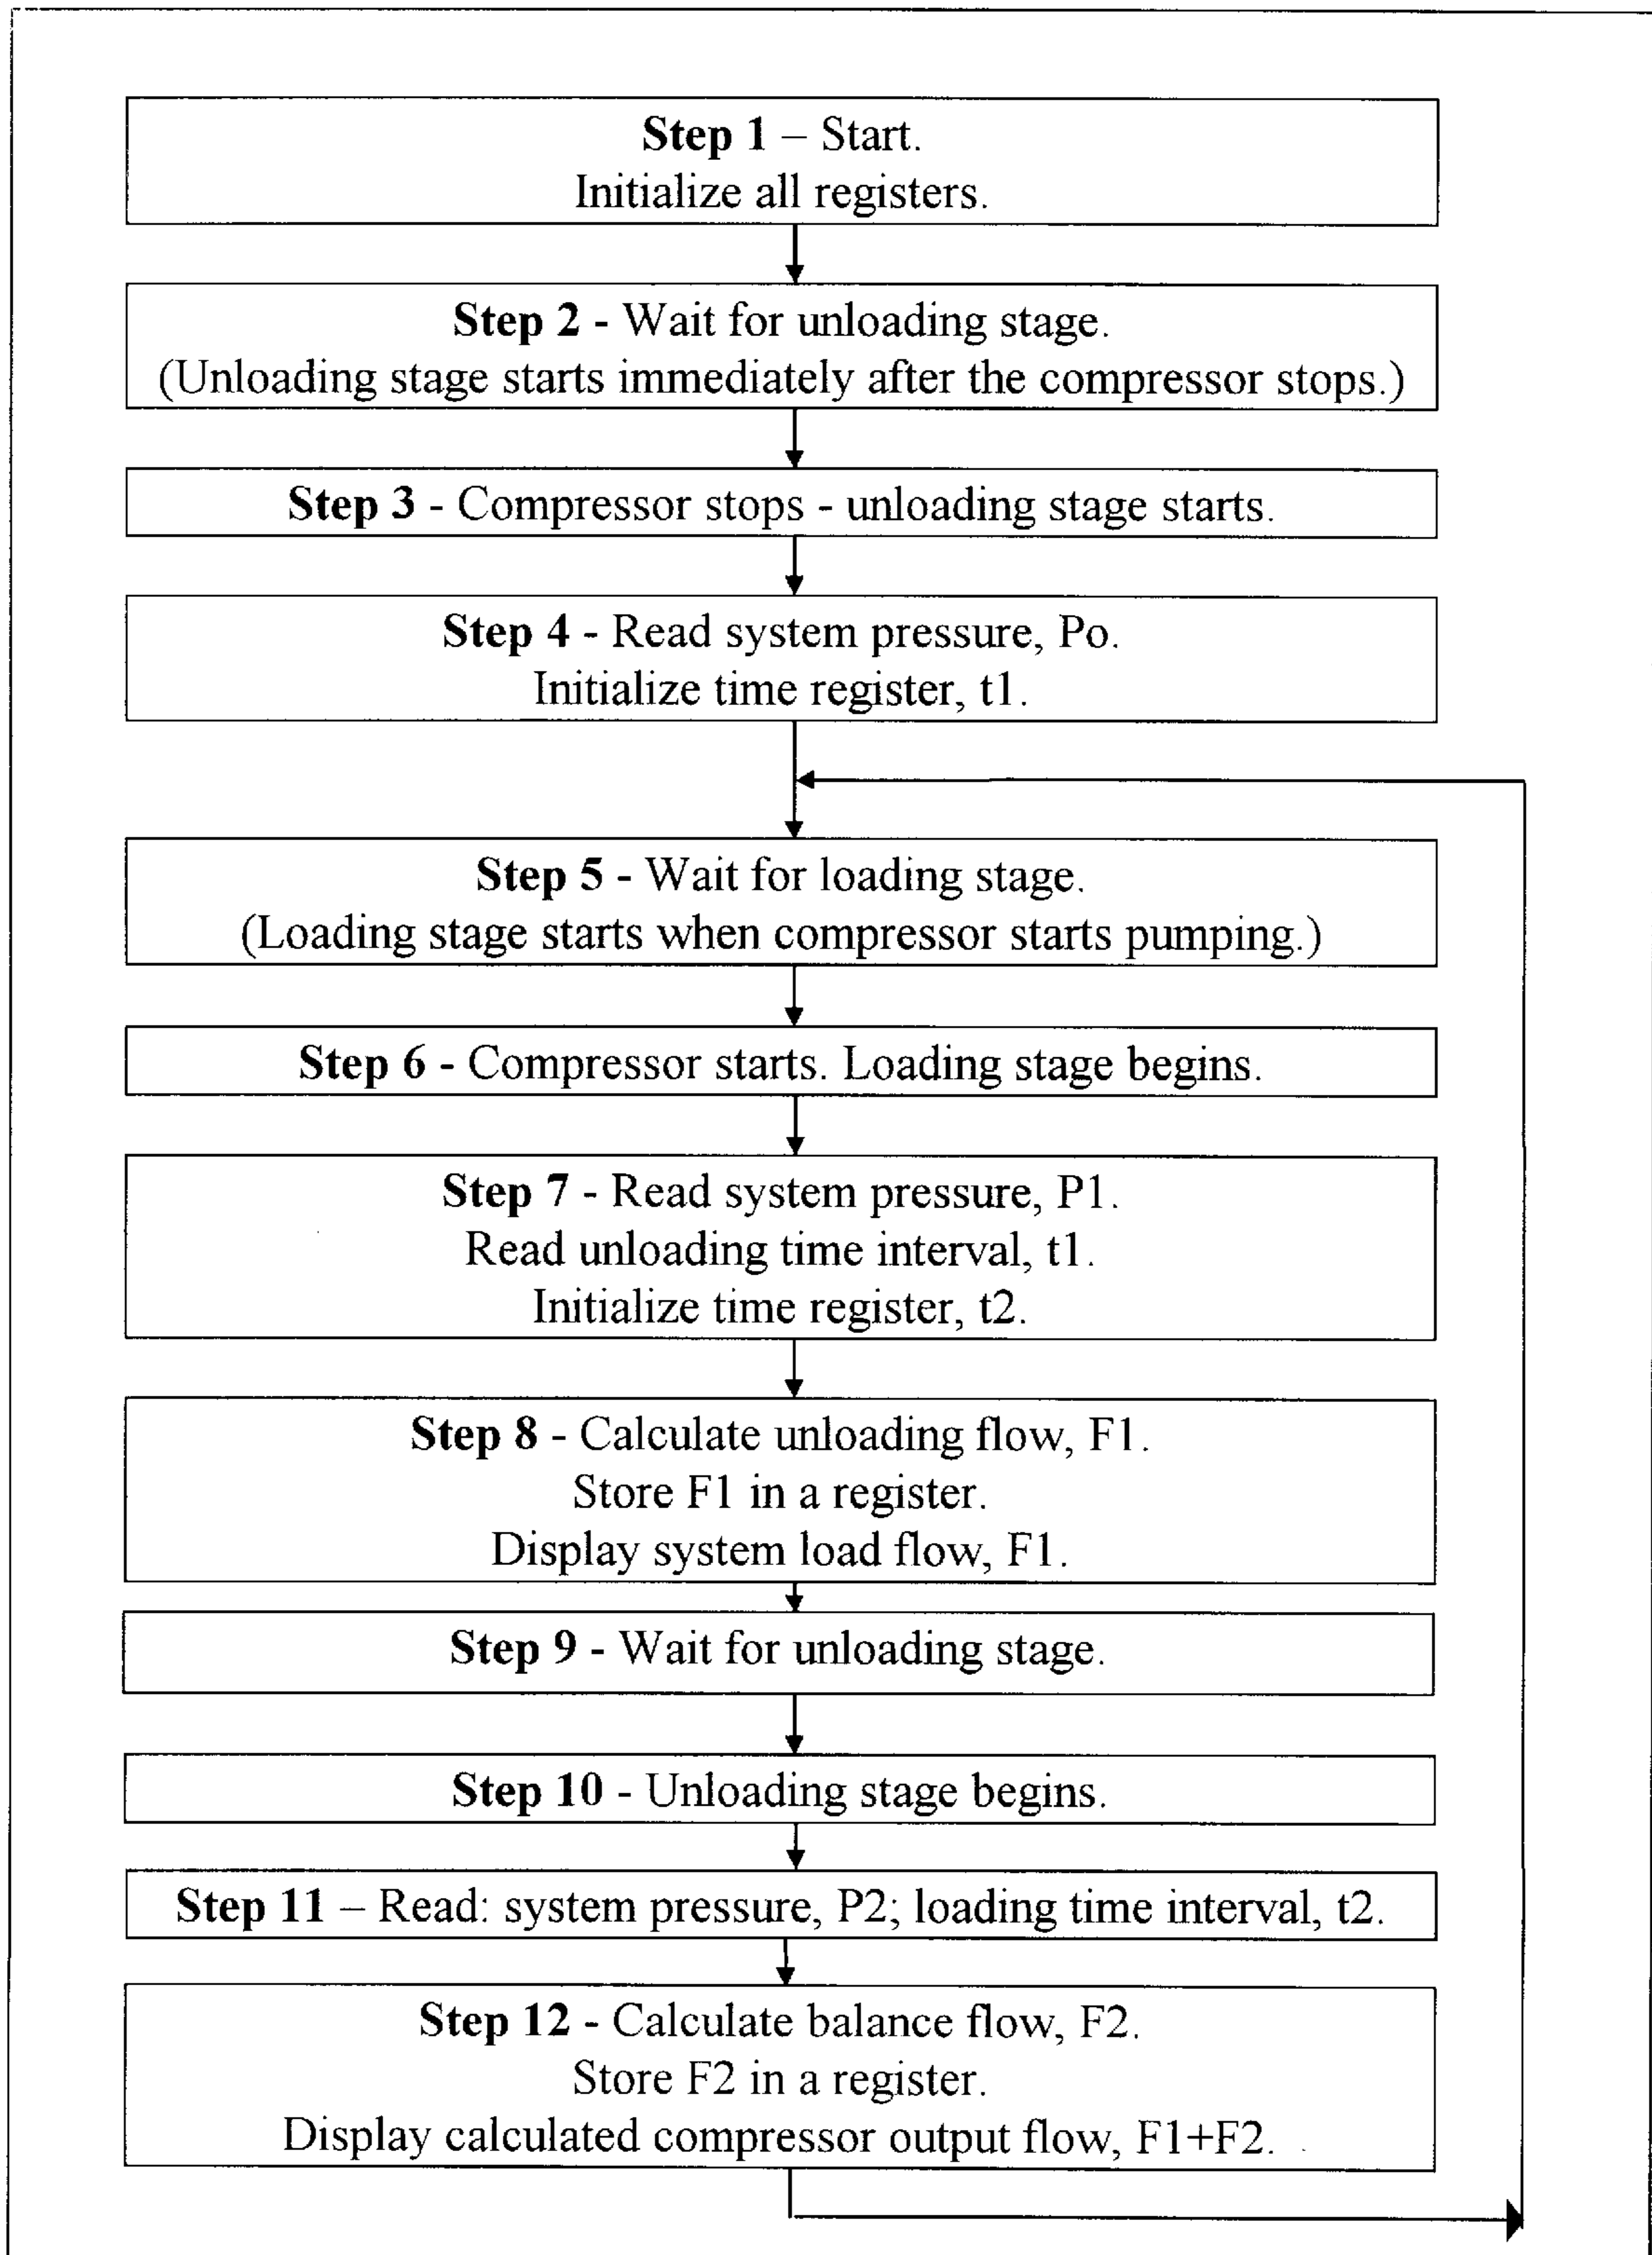 Step 1 – Start.
Initialize all registers.
Step 2 - Wait for unloading stage.
(Unloading stage starts immediately after the compressor stops.)
Step 3 - Compressor stops - unloading stage starts.
Step 4 - Read system pressure, Po.
Initialize time register, t1.
Step 5 - Wait for loading stage.
(Loading stage starts when compressor starts pumping.)
Step 6 - Compressor starts. Loading stage begins.
Step 7 - Read system pressure, P1.
Read unloading time interval, t1.
Initialize time register, t2.
Step 8 - Calculate unloading flow, F1.
Store F1 in a register.
Display system load flow, F1.
Step 9 - Wait for unloading stage.
Step 10 - Unloading stage begins.
Step 11 – Read: system pressure, P2; loading time interval, t2.
Step 12 - Calculate balance flow, F2.
Store F2 in a register.
Display calculated compressor output flow, F1+F2.